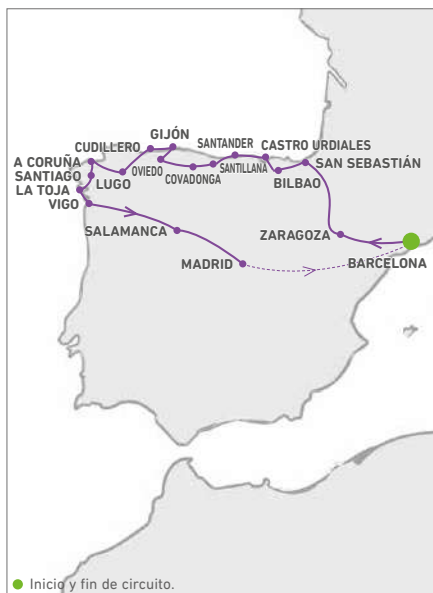 GIJÓN
CUDILLERO
SANTANDER
CASTRO URDIALES
A CORUÑA
SAN SEBASTIÁN
SANTIAGO
OVIEDO
SANTILLANA
LUGO
COVADONGA
BILBAO
LA TOJA
VIGO
SALAMANCA
ZARAGOZA
MADRID
BARCELONA
Inicio y fin de circuito.